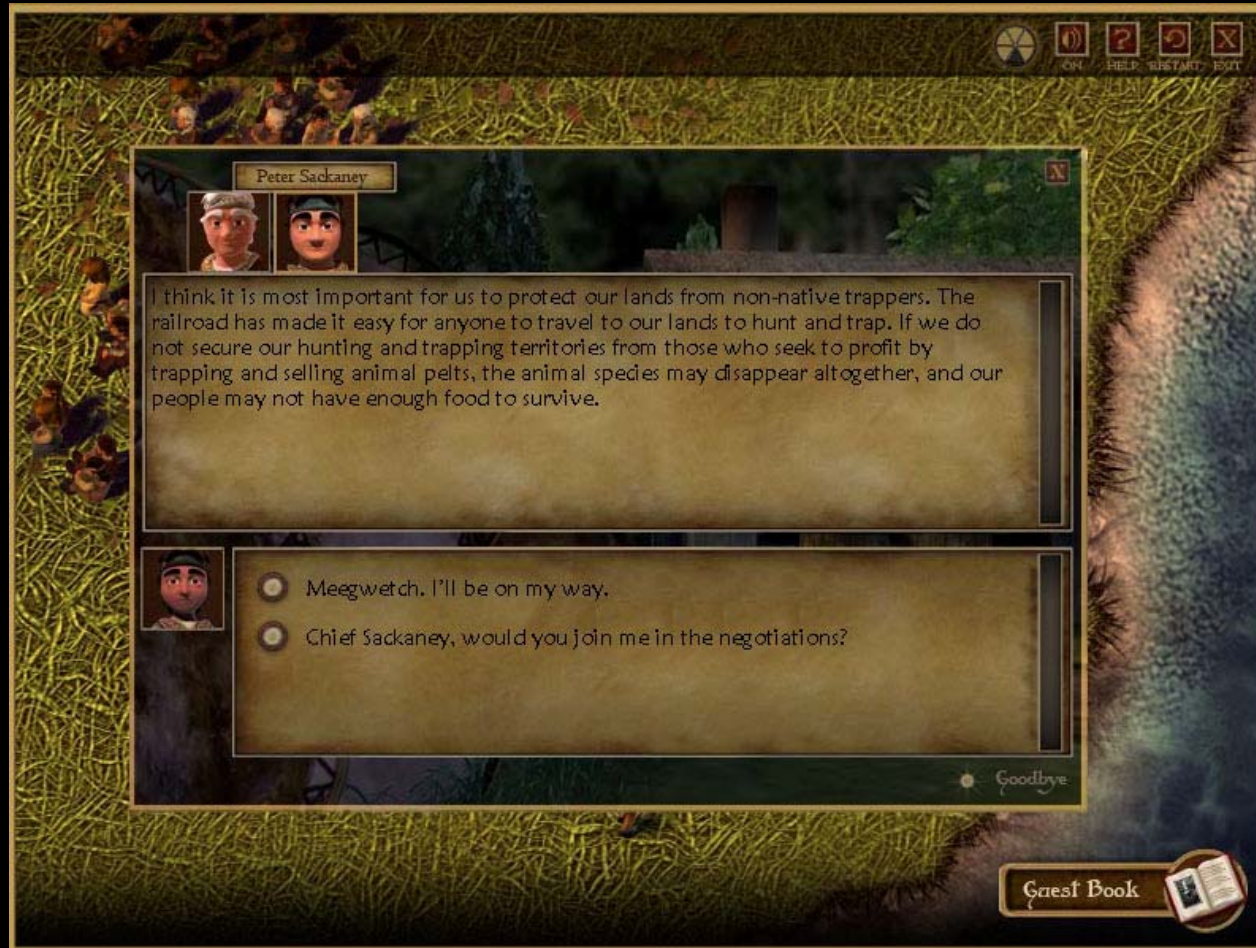 ON HELP RESTART EXIT
Peter Sackaney
X
I think it is most important for us to protect our lands from non-native trappers. The
railroad has made it easy for anyone to travel to our lands to hunt and trap. If we do
not secure our hunting and trapping territories from those who seek to profit by
trapping and selling animal pelts, the animal species may disappear altogether, and our
people may not have enough food to survive.
Meegwetch. I'll be on my way.
Chief Sackaney, would you join me in the negotiations?
Goodbye
Guest Book